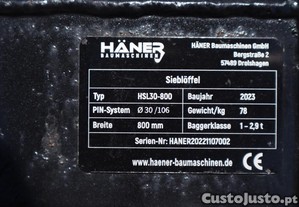 HÄNER
BAUMASCHINEN
HÄNER Baumaschinen GmbH
Bergstraße 2
57489 Drolshagen
Sieblöffel
Typ HSL30-800 Baujahr 2023
PIN-System Ø 30 /106 Gewicht/kg 78
Breite 800 mm Baggerklasse 1 - 2,9 t
Serien-Nr: HANER20221107002
www.haener-baumaschinen.de CE
CustoJusto.pt